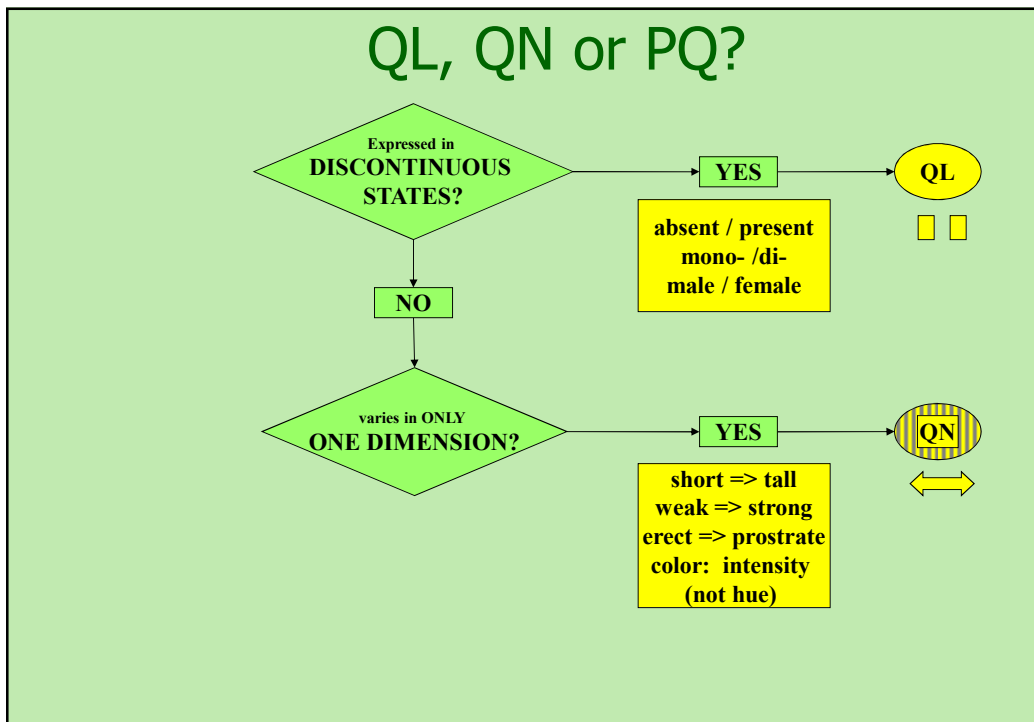 QL, QN or PQ?
Expressed in
DISCONTINUOUS
STATES?
YES
QL
absent / present
mono- /di-
male / female
NO
varies in ONLY
ONE DIMENSION?
YES
QN
short => tall
weak => strong
erect => prostrate
color:  intensity
(not hue)